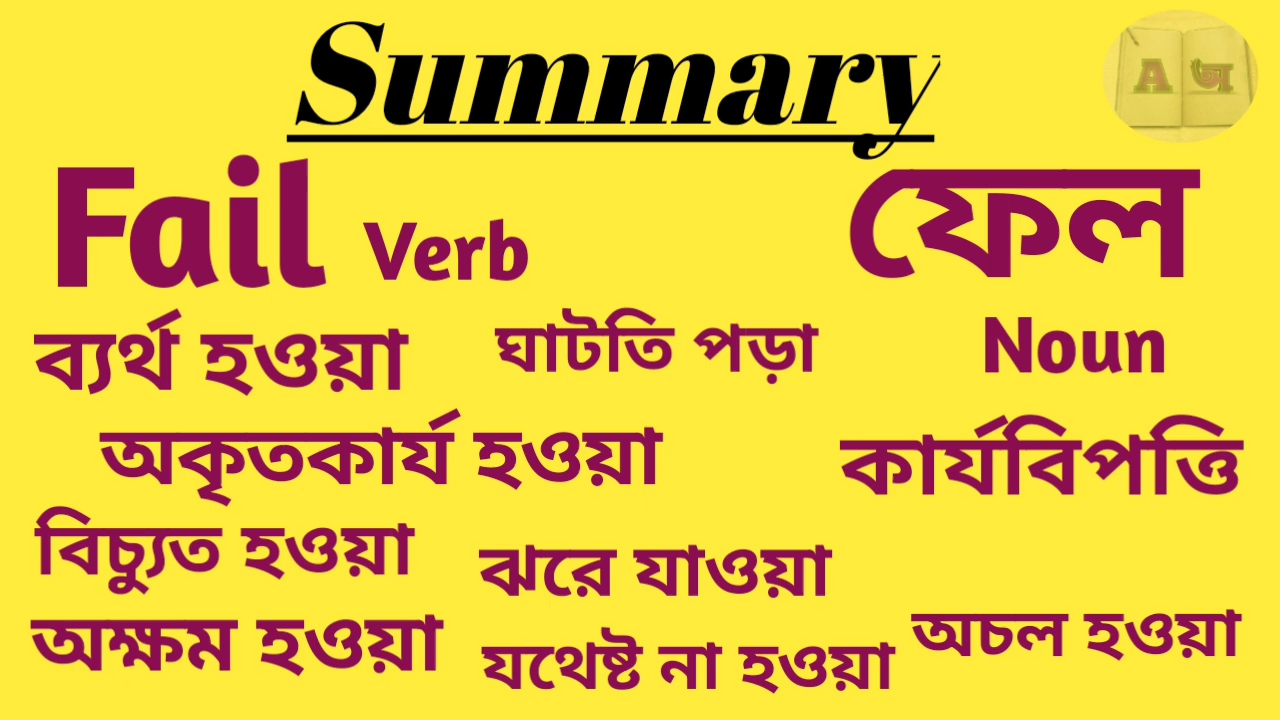 Summary
A অ
Fail Verb ফেল
ব্যর্থ হওয়া ঘাটতি পড়া Noun
অকৃতকার্য হওয়া কার্যবিপত্তি
বিচ্যুত হওয়া ঝরে যাওয়া
অক্ষম হওয়া যথেষ্ট না হওয়া অচল হওয়া